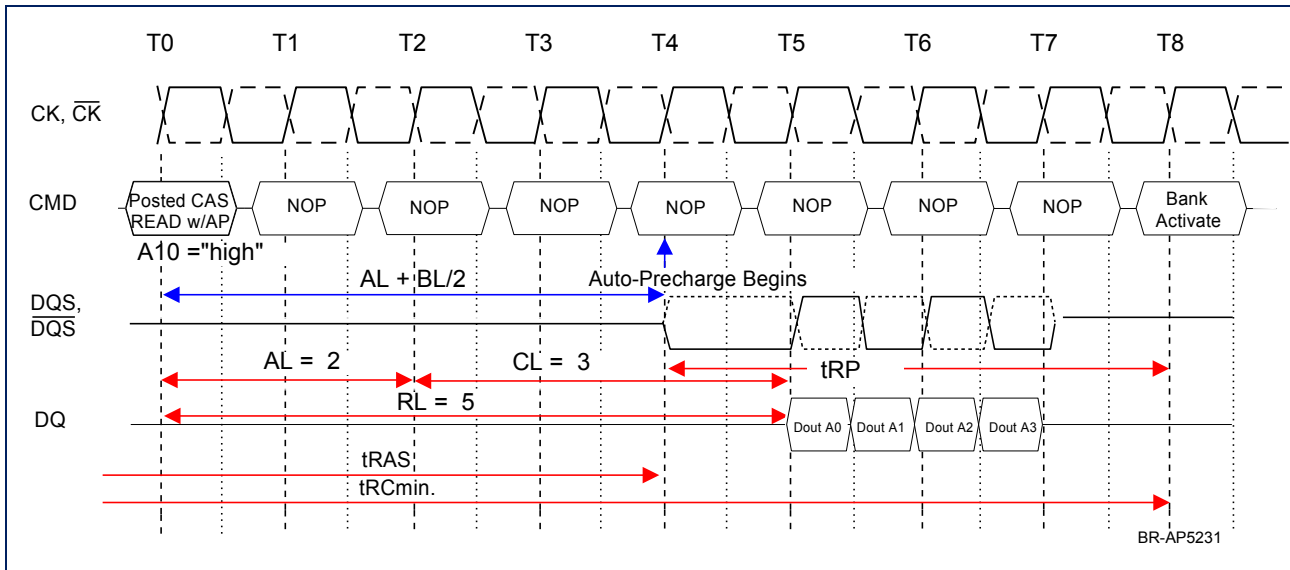 T0 T1 T2 T3 T4 T5 T6 T7 T8
CK, CK
CMD
Posted CAS
READ w/AP
NOP NOP NOP NOP NOP NOP NOP
Bank
Activate
A10 ="high"
AL + BL/2
Auto-Precharge Begins
DQS,
DQS
AL = 2
CL = 3
tRP
RL = 5
DQ
Dout A0 Dout A1 Dout A2 Dout A3
tRAS
tRCmin.
BR-AP5231